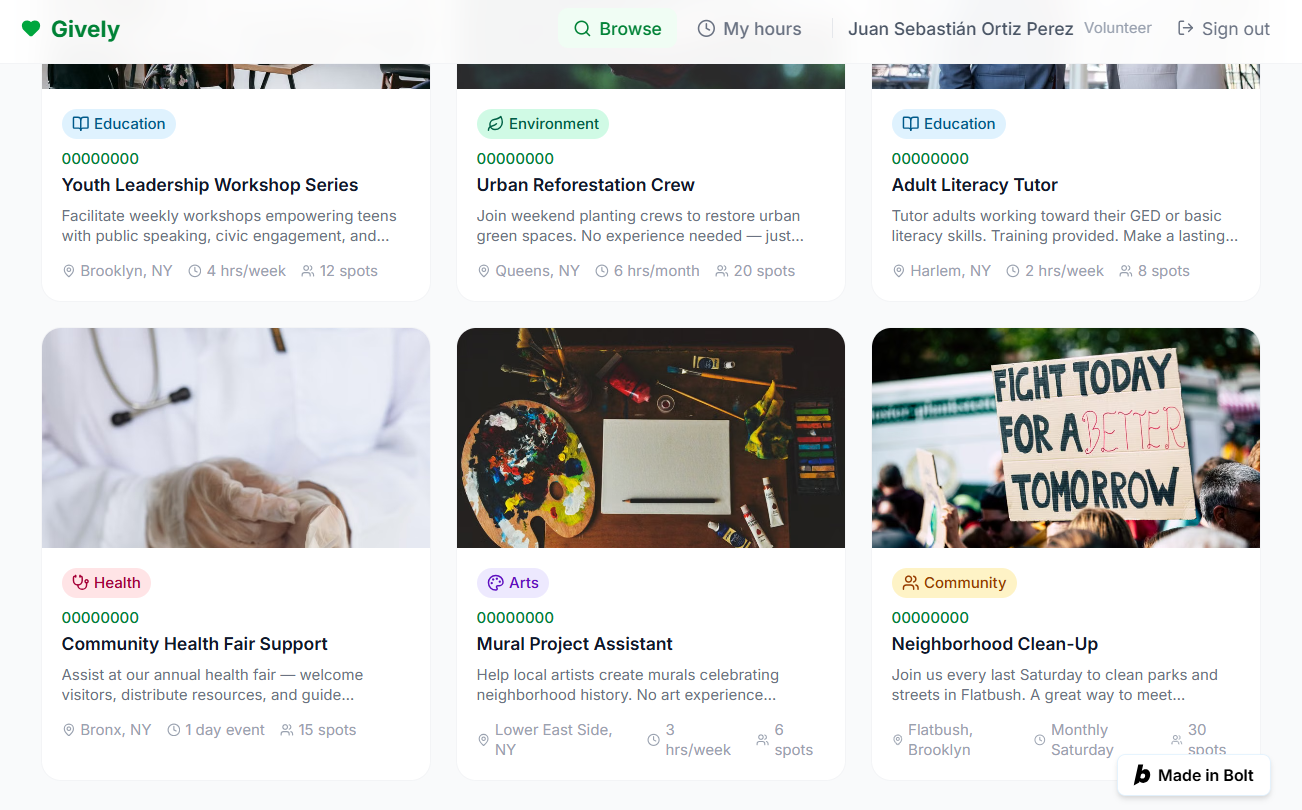 Gively
Browse
My hours
Juan Sebastián Ortiz Perez
Volunteer
Sign out
Education
00000000
Youth Leadership Workshop Series
Facilitate weekly workshops empowering teens
with public speaking, civic engagement, and...
Brooklyn, NY
4 hrs/week
12 spots
Environment
00000000
Urban Reforestation Crew
Join weekend planting crews to restore urban
green spaces. No experience needed — just...
Queens, NY
6 hrs/month
20 spots
Education
00000000
Adult Literacy Tutor
Tutor adults working toward their GED or basic
literacy skills. Training provided. Make a lasting...
Harlem, NY
2 hrs/week
8 spots
Health
00000000
Community Health Fair Support
Assist at our annual health fair — welcome
visitors, distribute resources, and guide...
Bronx, NY
1 day event
15 spots
Arts
00000000
Mural Project Assistant
Help local artists create murals celebrating
neighborhood history. No art experience...
Lower East Side,
NY
3
hrs/week
6
spots
FIGHT TODAY
FOR A BETTER
TOMORROW
Community
00000000
Neighborhood Clean-Up
Join us every last Saturday to clean parks and
streets in Flatbush. A great way to meet...
Flatbush,
Brooklyn
Monthly
Saturday
30
spots
b Made in Bolt